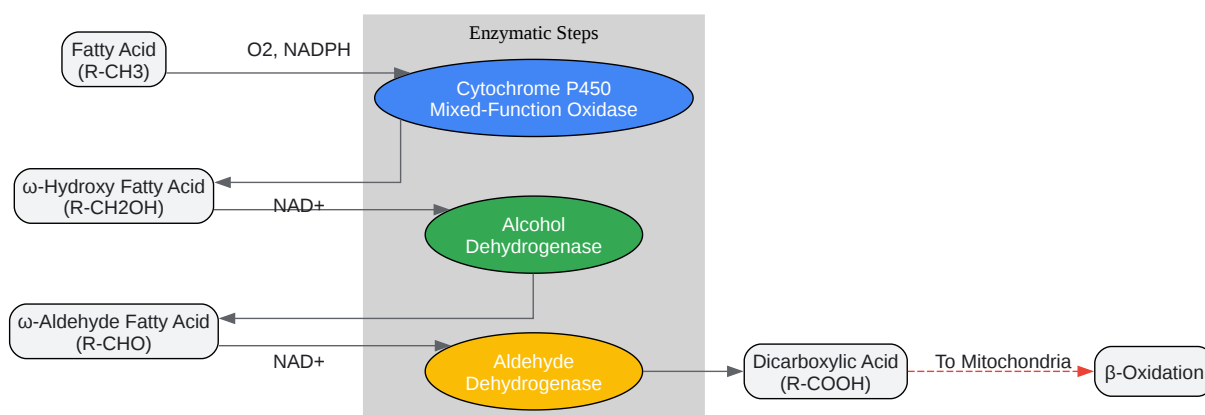 Enzymatic Steps
Fatty Acid
(R-CH3)
O2, NADPH
Cytochrome P450
Mixed-Function Oxidase
ω-Hydroxy Fatty Acid
(R-CH2OH)
NAD+
Alcohol
Dehydrogenase
ω-Aldehyde Fatty Acid
(R-CHO)
NAD+
Aldehyde
Dehydrogenase
Dicarboxylic Acid
(R-COOH)
To Mitochondria
β-Oxidation